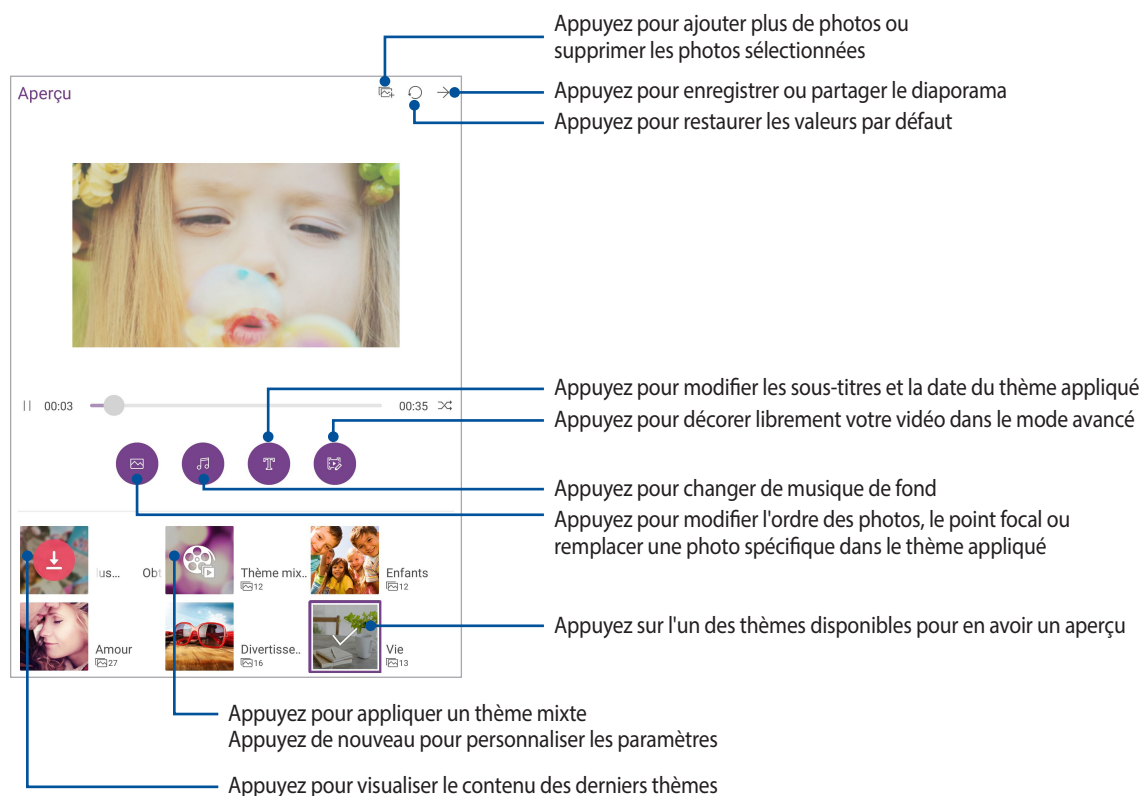 Appuyez pour ajouter plus de photos ou
supprimer les photos sélectionnées
Aperçu
Appuyez pour enregistrer ou partager le diaporama
Appuyez pour restaurer les valeurs par défaut
00:03
00:35
Appuyez pour modifier les sous-titres et la date du thème appliqué
Appuyez pour décorer librement votre vidéo dans le mode avancé
T
Appuyez pour changer de musique de fond
Appuyez pour modifier l'ordre des photos, le point focal ou
remplacer une photo spécifique dans le thème appliqué
lus... Obt
Thème mix..
12
Enfants
12
Appuyez sur l'un des thèmes disponibles pour en avoir un aperçu
Amour
27
Divertisse..
16
Vie
13
Appuyez pour appliquer un thème mixte
Appuyez de nouveau pour personnaliser les paramètres
Appuyez pour visualiser le contenu des derniers thèmes